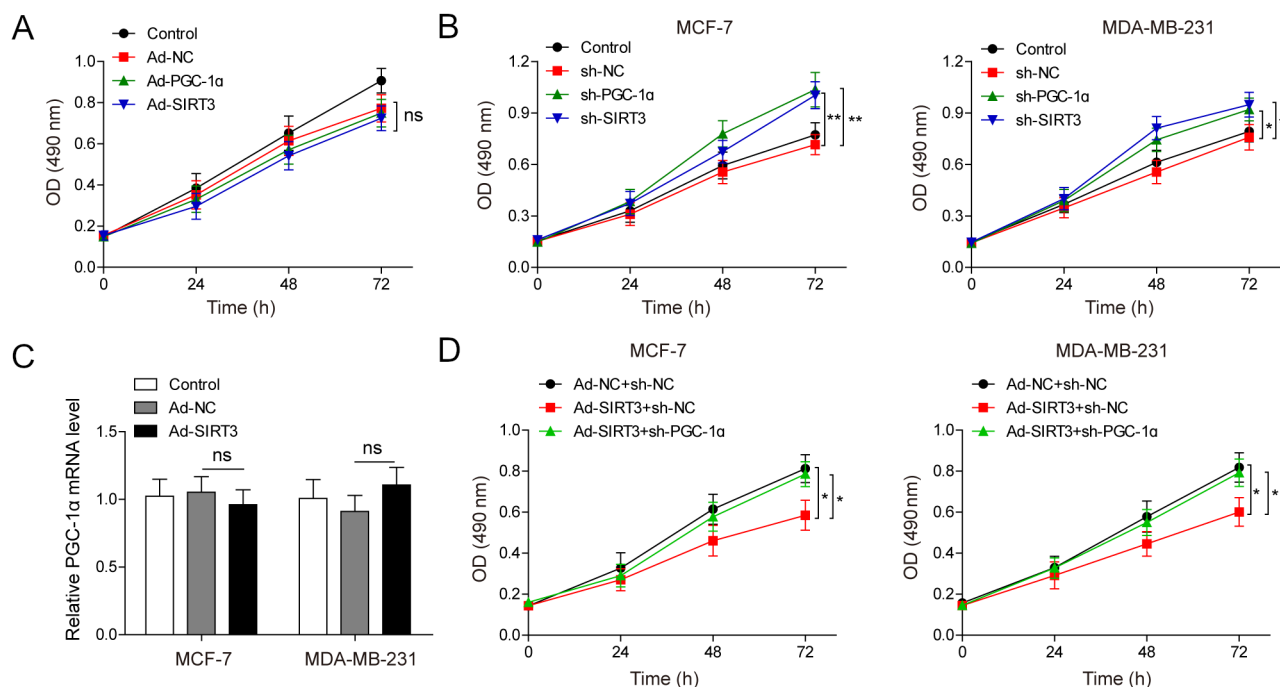 A
Control
Ad-NC
Ad-PGC-1α
Ad-SIRT3
OD (490 nm)
1.0
0.8
0.6
0.4
0.2
0.0
ns
0
24
48
72
Time (h)
B
MCF-7
Control
sh-NC
sh-PGC-1α
sh-SIRT3
OD (490 nm)
1.2
0.9
0.6
0.3
0.0
**
**
0
24
48
72
Time (h)
MDA-MB-231
Control
sh-NC
sh-PGC-1α
sh-SIRT3
OD (490 nm)
1.2
0.9
0.6
0.3
0.0
*
0
24
48
72
Time (h)
C
Control
Ad-NC
Ad-SIRT3
Relative PGC-1α mRNA level
1.5
1.0
0.5
0.0
ns
ns
MCF-7
MDA-MB-231
D
MCF-7
Ad-NC+sh-NC
Ad-SIRT3+sh-NC
Ad-SIRT3+sh-PGC-1α
OD (490 nm)
1.0
0.8
0.6
0.4
0.2
0.0
*
*
0
24
48
72
Time (h)
MDA-MB-231
Ad-NC+sh-NC
Ad-SIRT3+sh-NC
Ad-SIRT3+sh-PGC-1α
OD (490 nm)
1.0
0.8
0.6
0.4
0.2
0.0
*
*
0
24
48
72
Time (h)